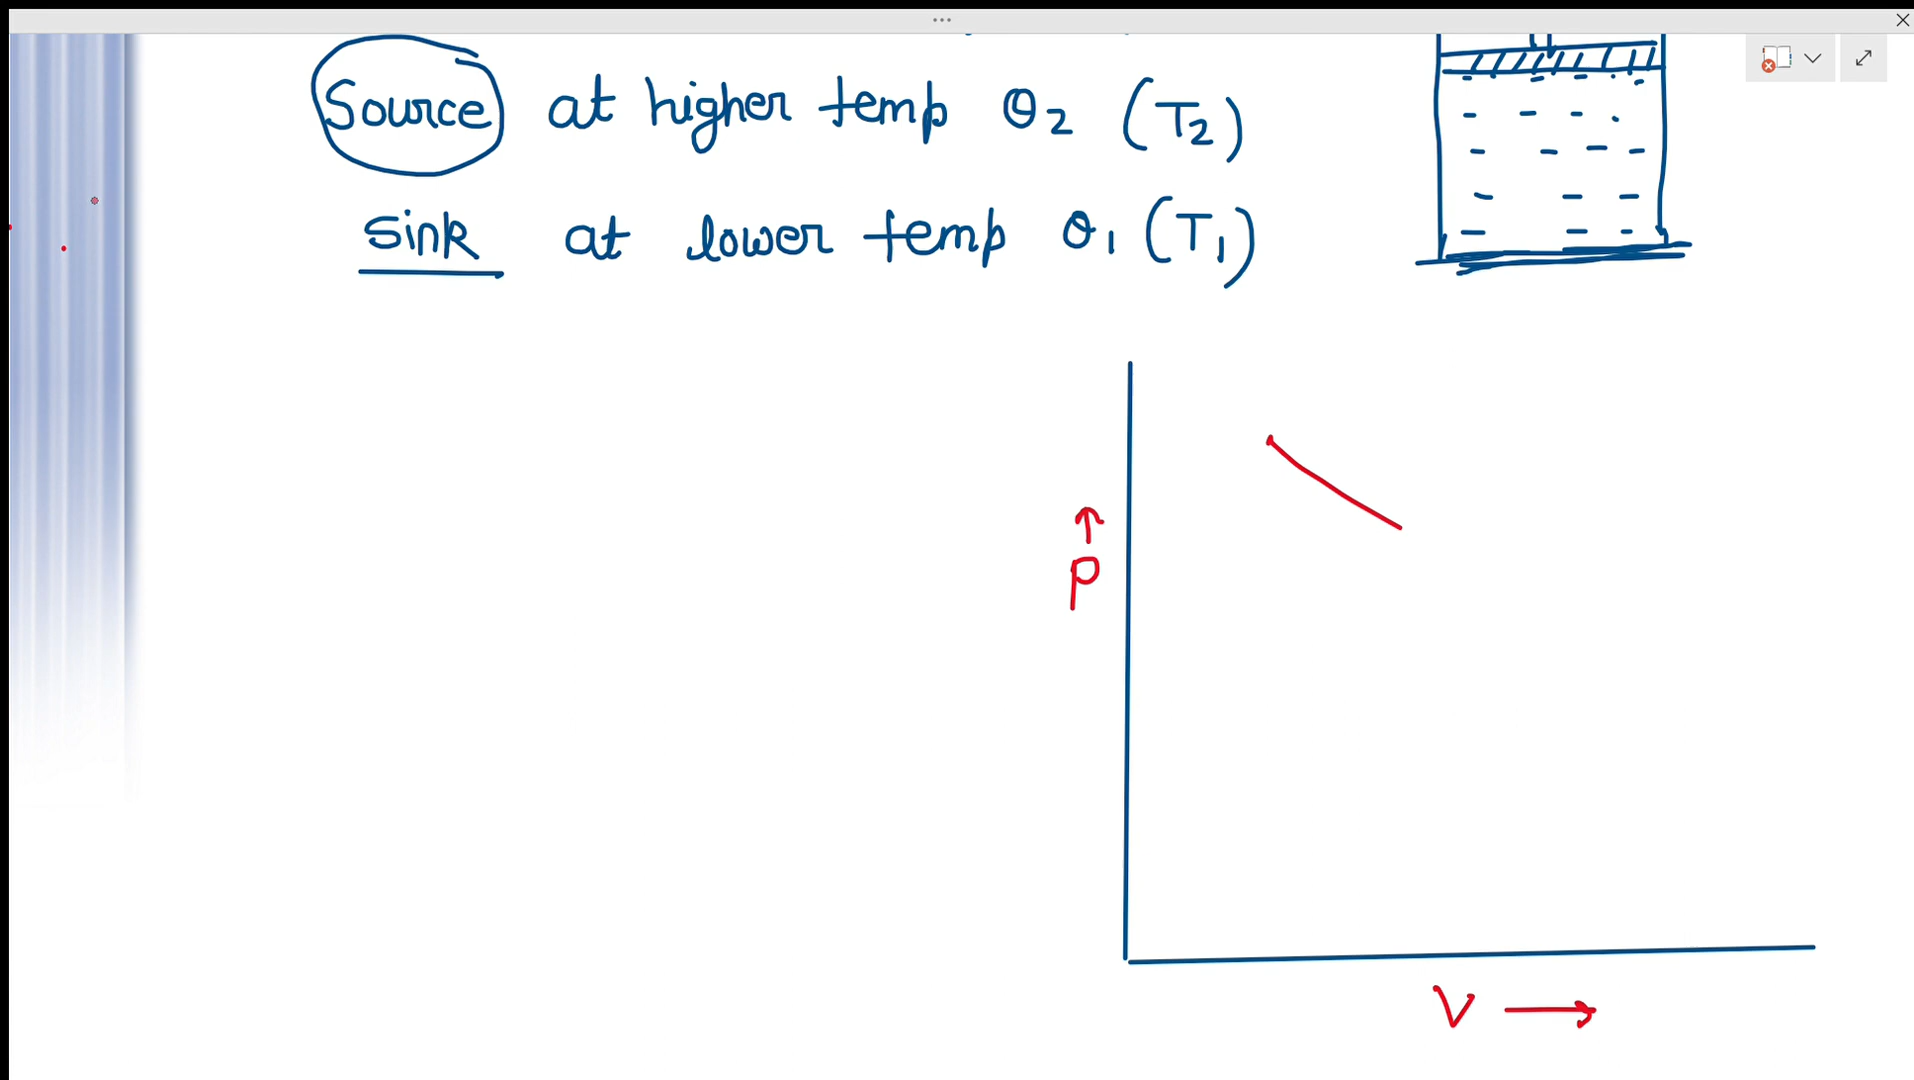 Source at higher temp θ2 (T2)
Sink at lower temp θ1 (T1)
P
V